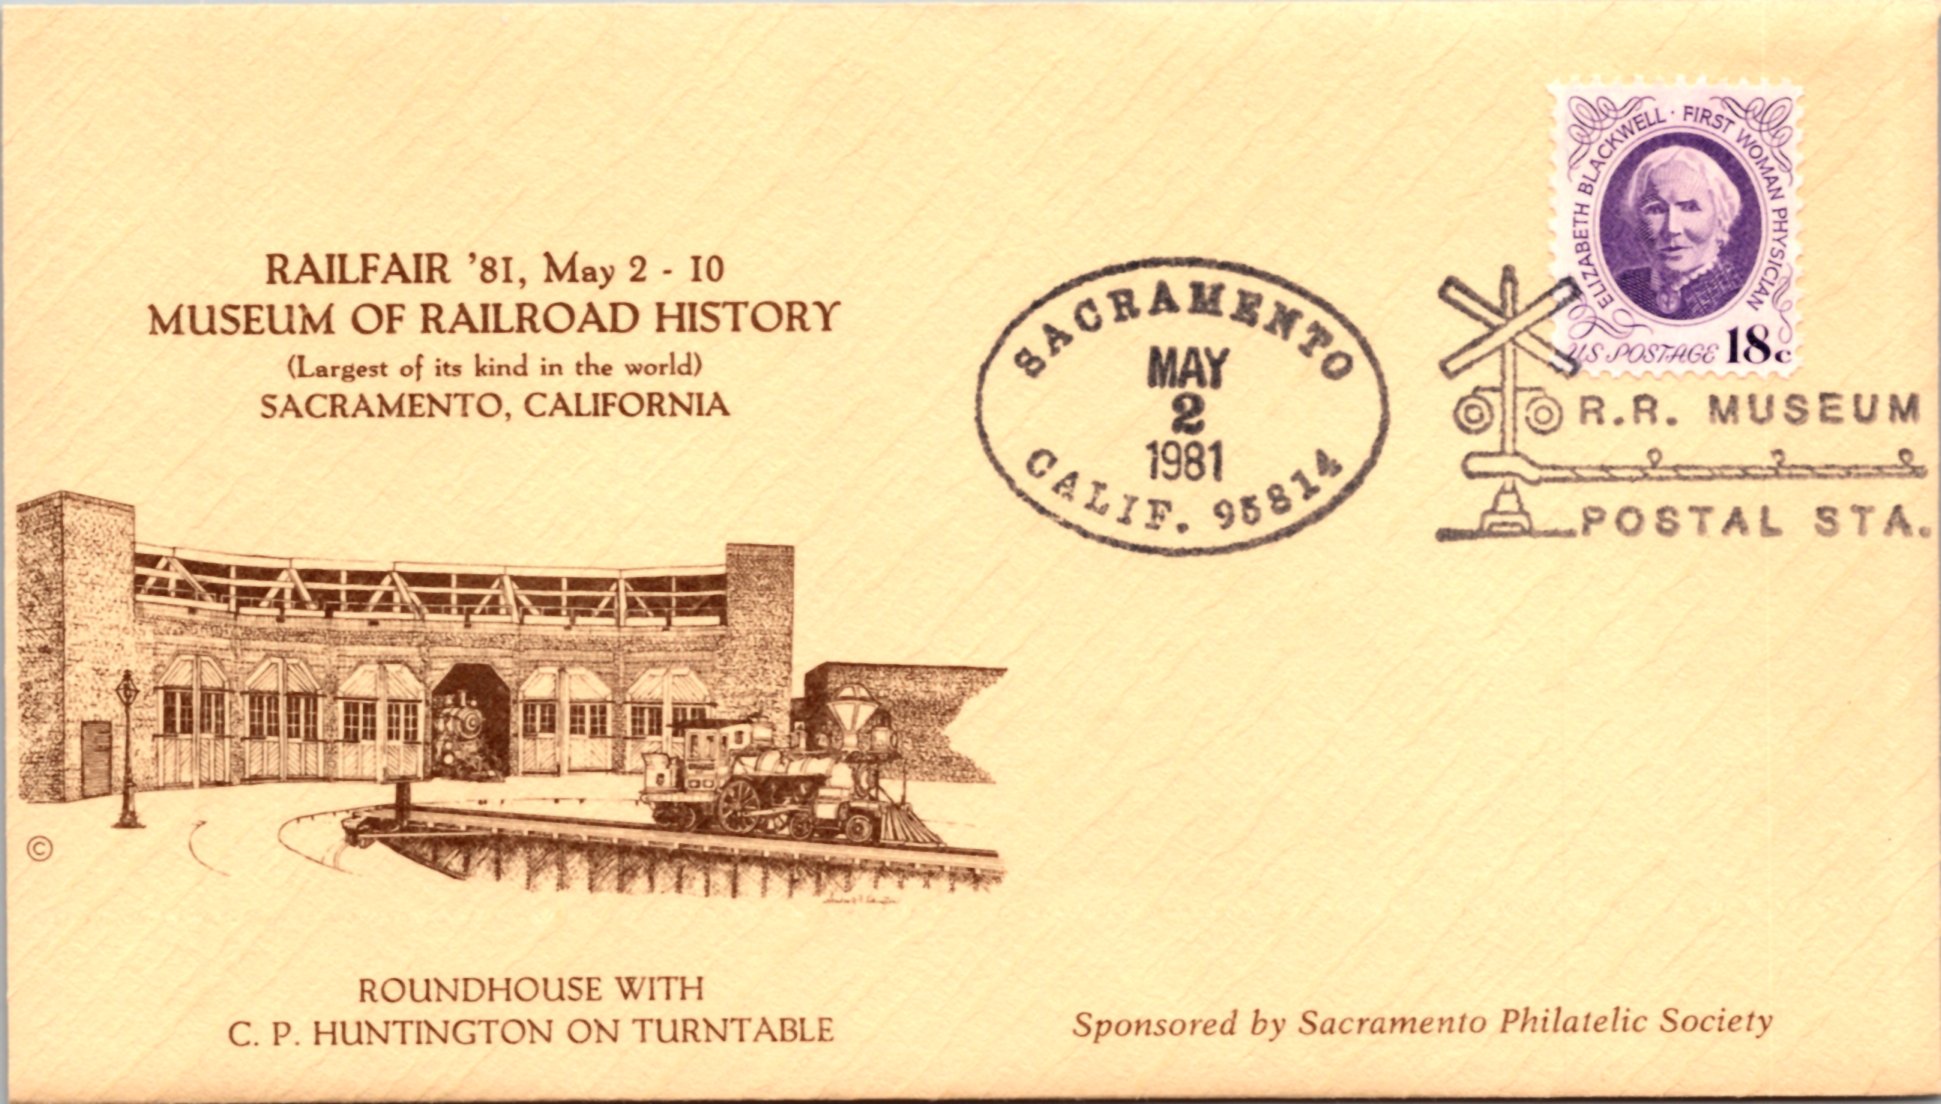 RAILFAIR '81, May 2 - 10
MUSEUM OF RAILROAD HISTORY
(Largest of its kind in the world)
SACRAMENTO, CALIFORNIA
ELIZABETH BLACKWELL · FIRST WOMAN PHYSICIAN
US POSTAGE 18c
SACRAMENTO
MAY
2
1981
CALIF. 95814
R.R. MUSEUM
POSTAL STA.
©
ROUNDHOUSE WITH
C. P. HUNTINGTON ON TURNTABLE
Sponsored by Sacramento Philatelic Society